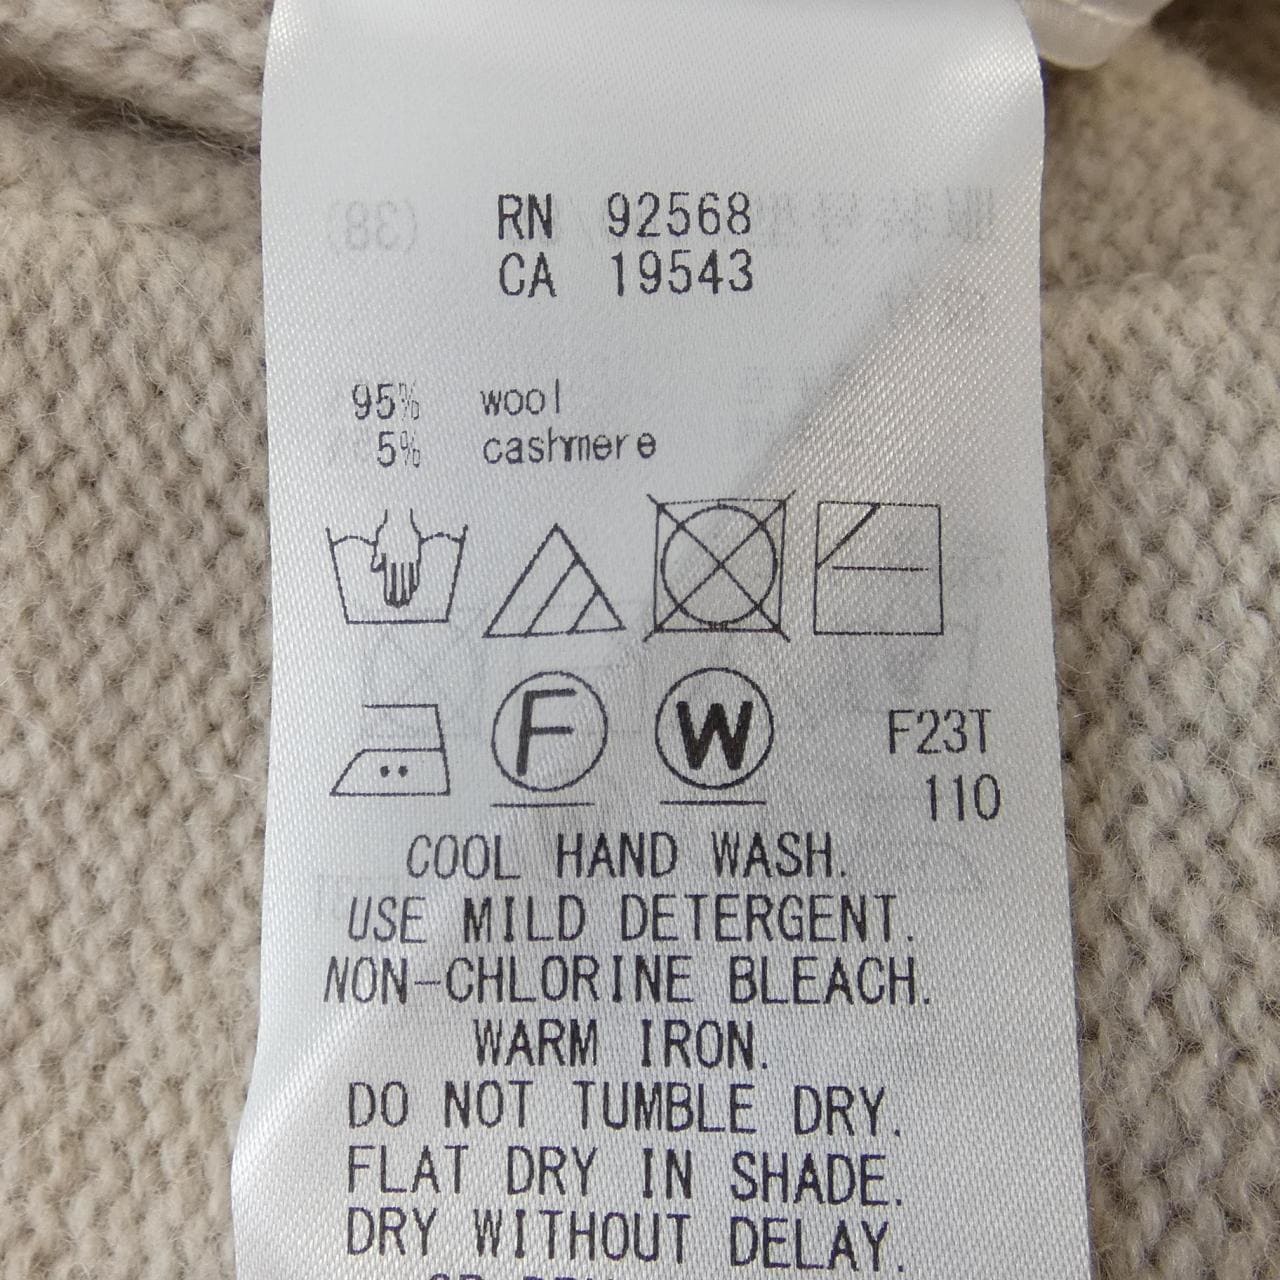 RN 92568
CA 19543
95% wool
5% cashmere
F
W
F23T
110
COOL HAND WASH.
USE MILD DETERGENT.
NON-CHLORINE BLEACH.
WARM IRON.
DO NOT TUMBLE DRY.
FLAT DRY IN SHADE.
DRY WITHOUT DELAY.